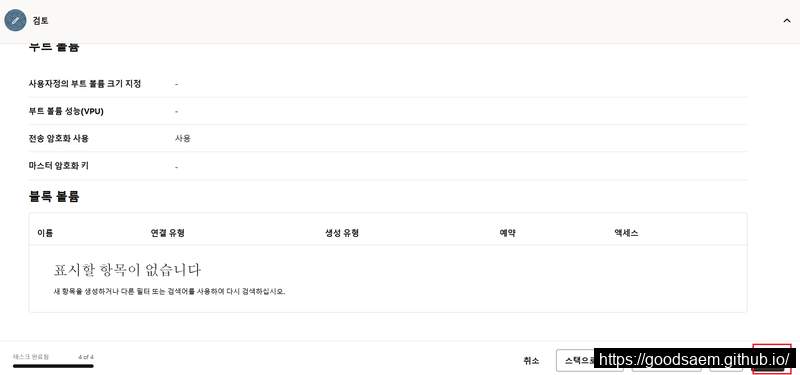 검토
부트 볼륨
사용자정의 부트 볼륨 크기 지정 -
부트 볼륨 성능(VPU) -
전송 암호화 사용 사용
마스터 암호화 키 -
블록 볼륨
이름 연결 유형 생성 유형 예약 액세스
표시할 항목이 없습니다
새 항목을 생성하거나 다른 필터 또는 검색어를 사용하여 다시 검색하십시오.
태스크 완료됨 4 of 4
취소 스택으로
https://goodsaem.github.io/